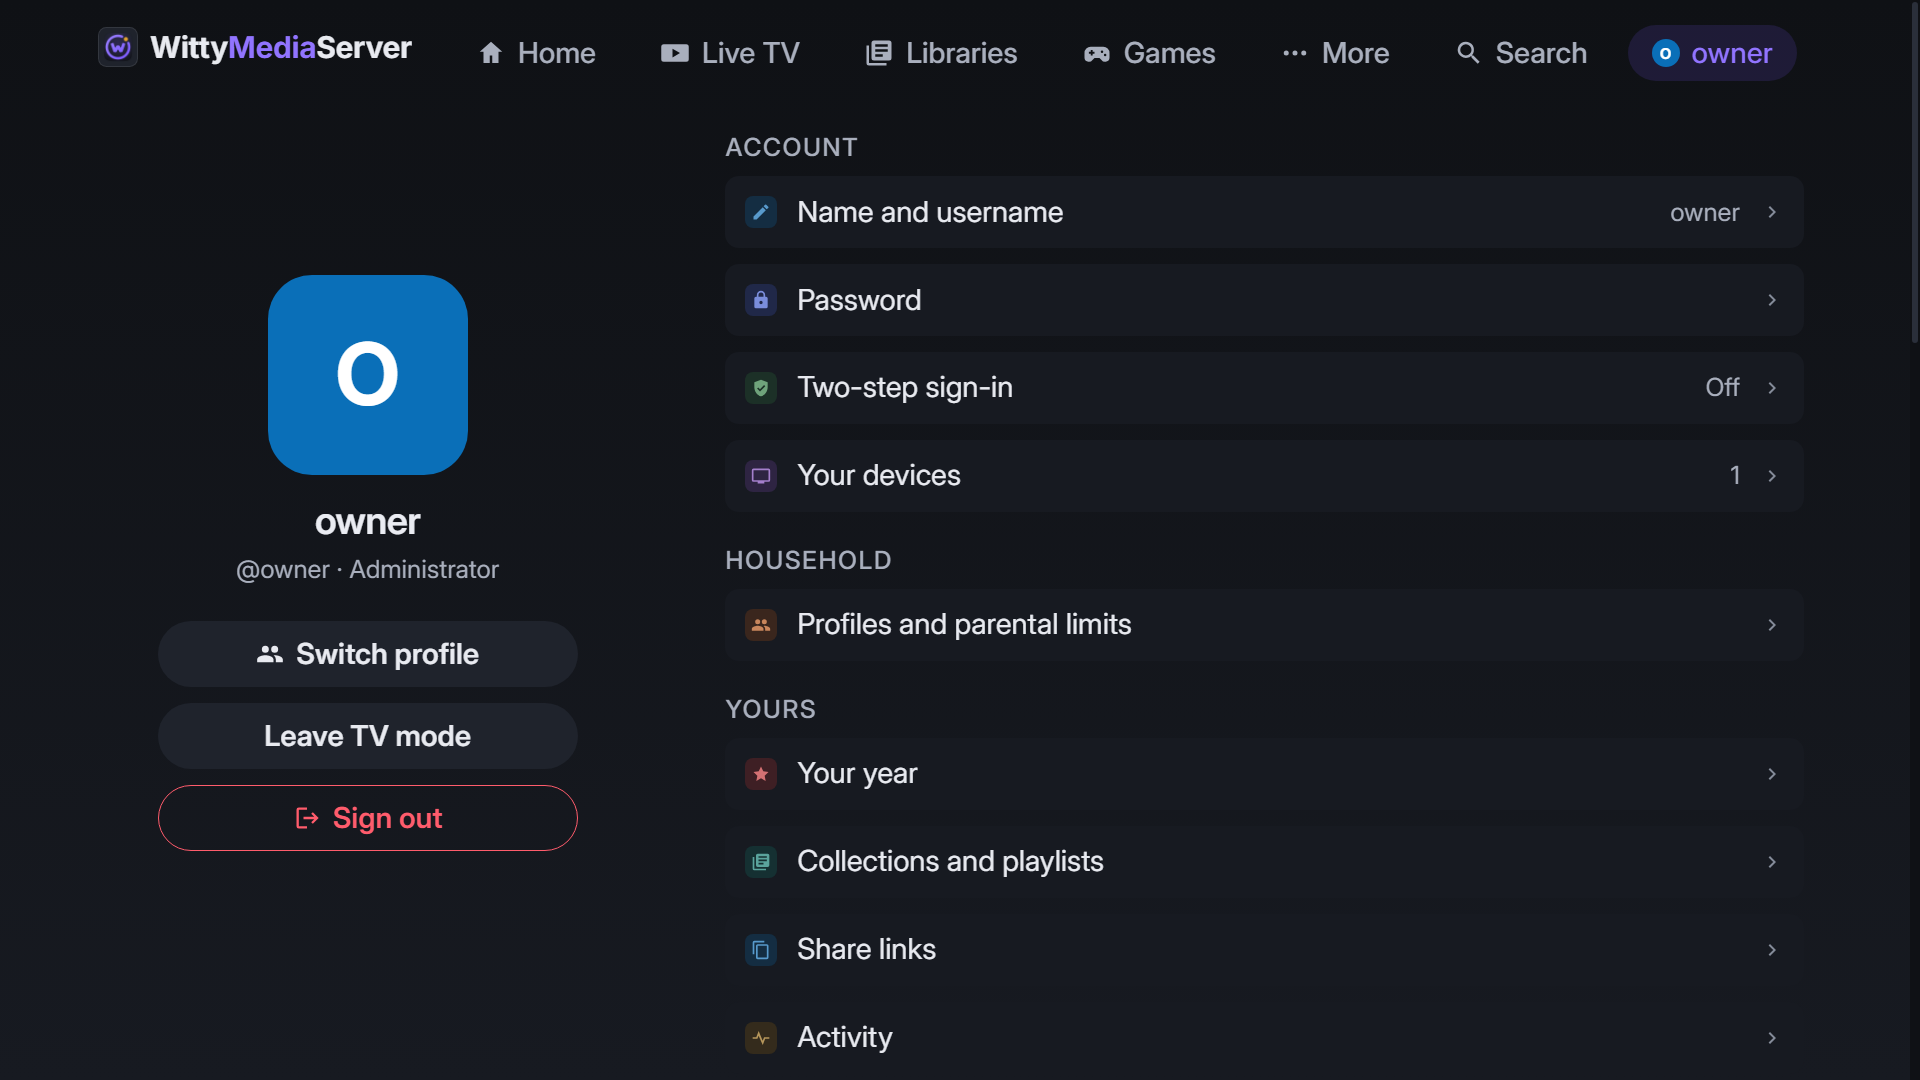 WittyMediaServer
Home
Live TV
Libraries
Games
More
Search
O owner
O
owner
@owner · Administrator
Switch profile
Leave TV mode
Sign out
ACCOUNT
Name and username owner
Password
Two-step sign-in Off
Your devices 1
HOUSEHOLD
Profiles and parental limits
YOURS
Your year
Collections and playlists
Share links
Activity